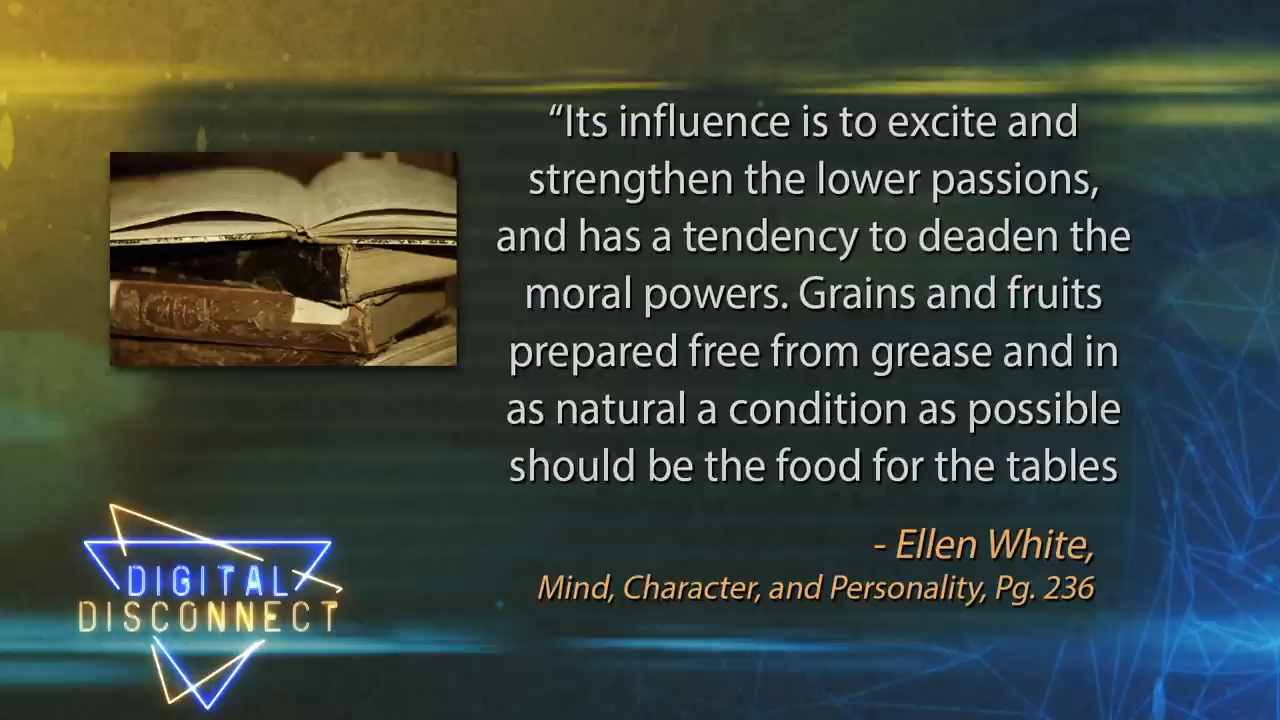 “Its influence is to excite and
strengthen the lower passions,
and has a tendency to deaden the
moral powers. Grains and fruits
prepared free from grease and in
as natural a condition as possible
should be the food for the tables
- Ellen White,
Mind, Character, and Personality, Pg. 236
DIGITAL
DISCONNECT